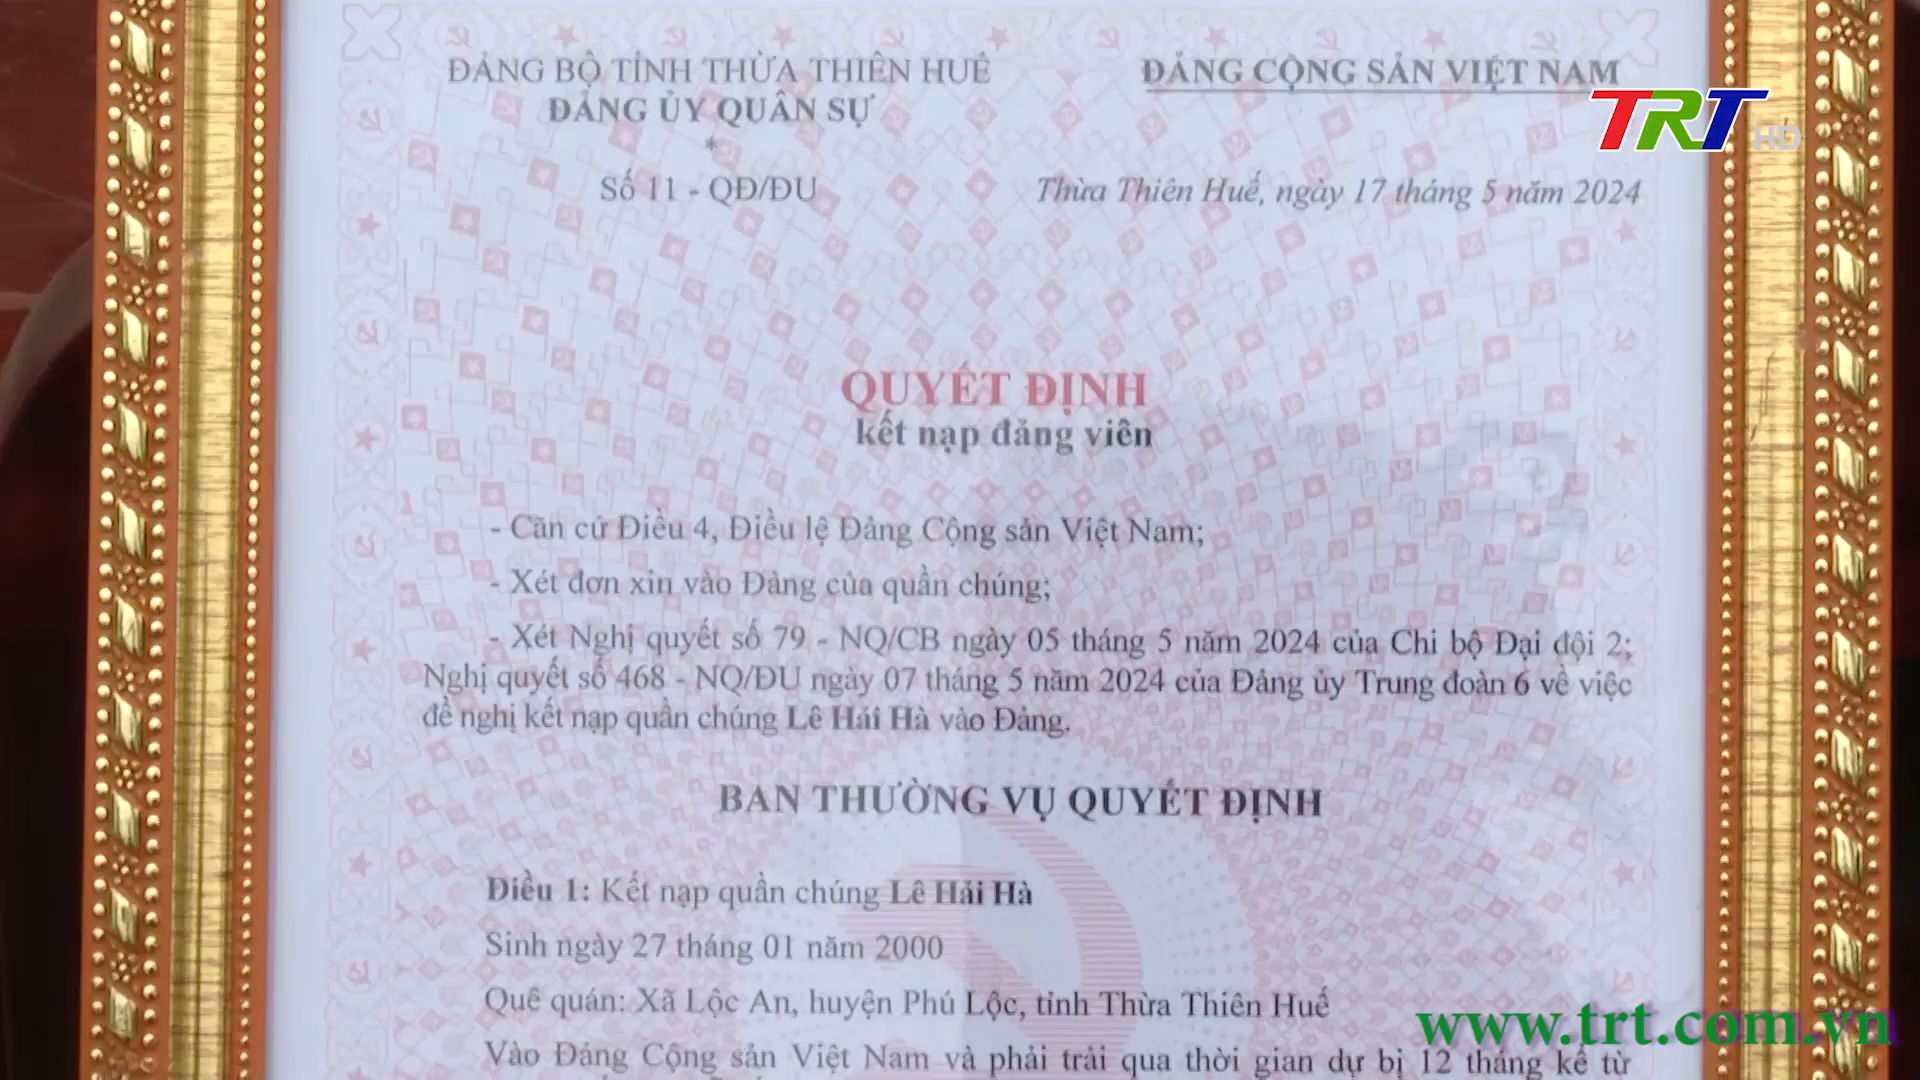 ĐẢNG BỘ TỈNH THỪA THIÊN HUẾ
ĐẢNG CỘNG SẢN VIỆT NAM
ĐẢNG ỦY QUÂN SỰ
*
TRT HD
Số 11 - QĐ/ĐU
Thừa Thiên Huế, ngày 17 tháng 5 năm 2024
QUYẾT ĐỊNH
kết nạp đảng viên
- Căn cứ Điều 4, Điều lệ Đảng Cộng sản Việt Nam;
- Xét đơn xin vào Đảng của quần chúng;
- Xét Nghị quyết số 79 - NQ/CB ngày 05 tháng 5 năm 2024 của Chi bộ Đại đội 2;
Nghị quyết số 468 - NQ/ĐU ngày 07 tháng 5 năm 2024 của Đảng ủy Trung đoàn 6 về việc
đề nghị kết nạp quần chúng Lê Hải Hà vào Đảng.
BAN THƯỜNG VỤ QUYẾT ĐỊNH
Điều 1: Kết nạp quần chúng Lê Hải Hà
Sinh ngày 27 tháng 01 năm 2000
Quê quán: Xã Lộc An, huyện Phú Lộc, tỉnh Thừa Thiên Huế
www.trt.com.vn
Vào Đảng Cộng sản Việt Nam và phải trải qua thời gian dự bị 12 tháng kể từ